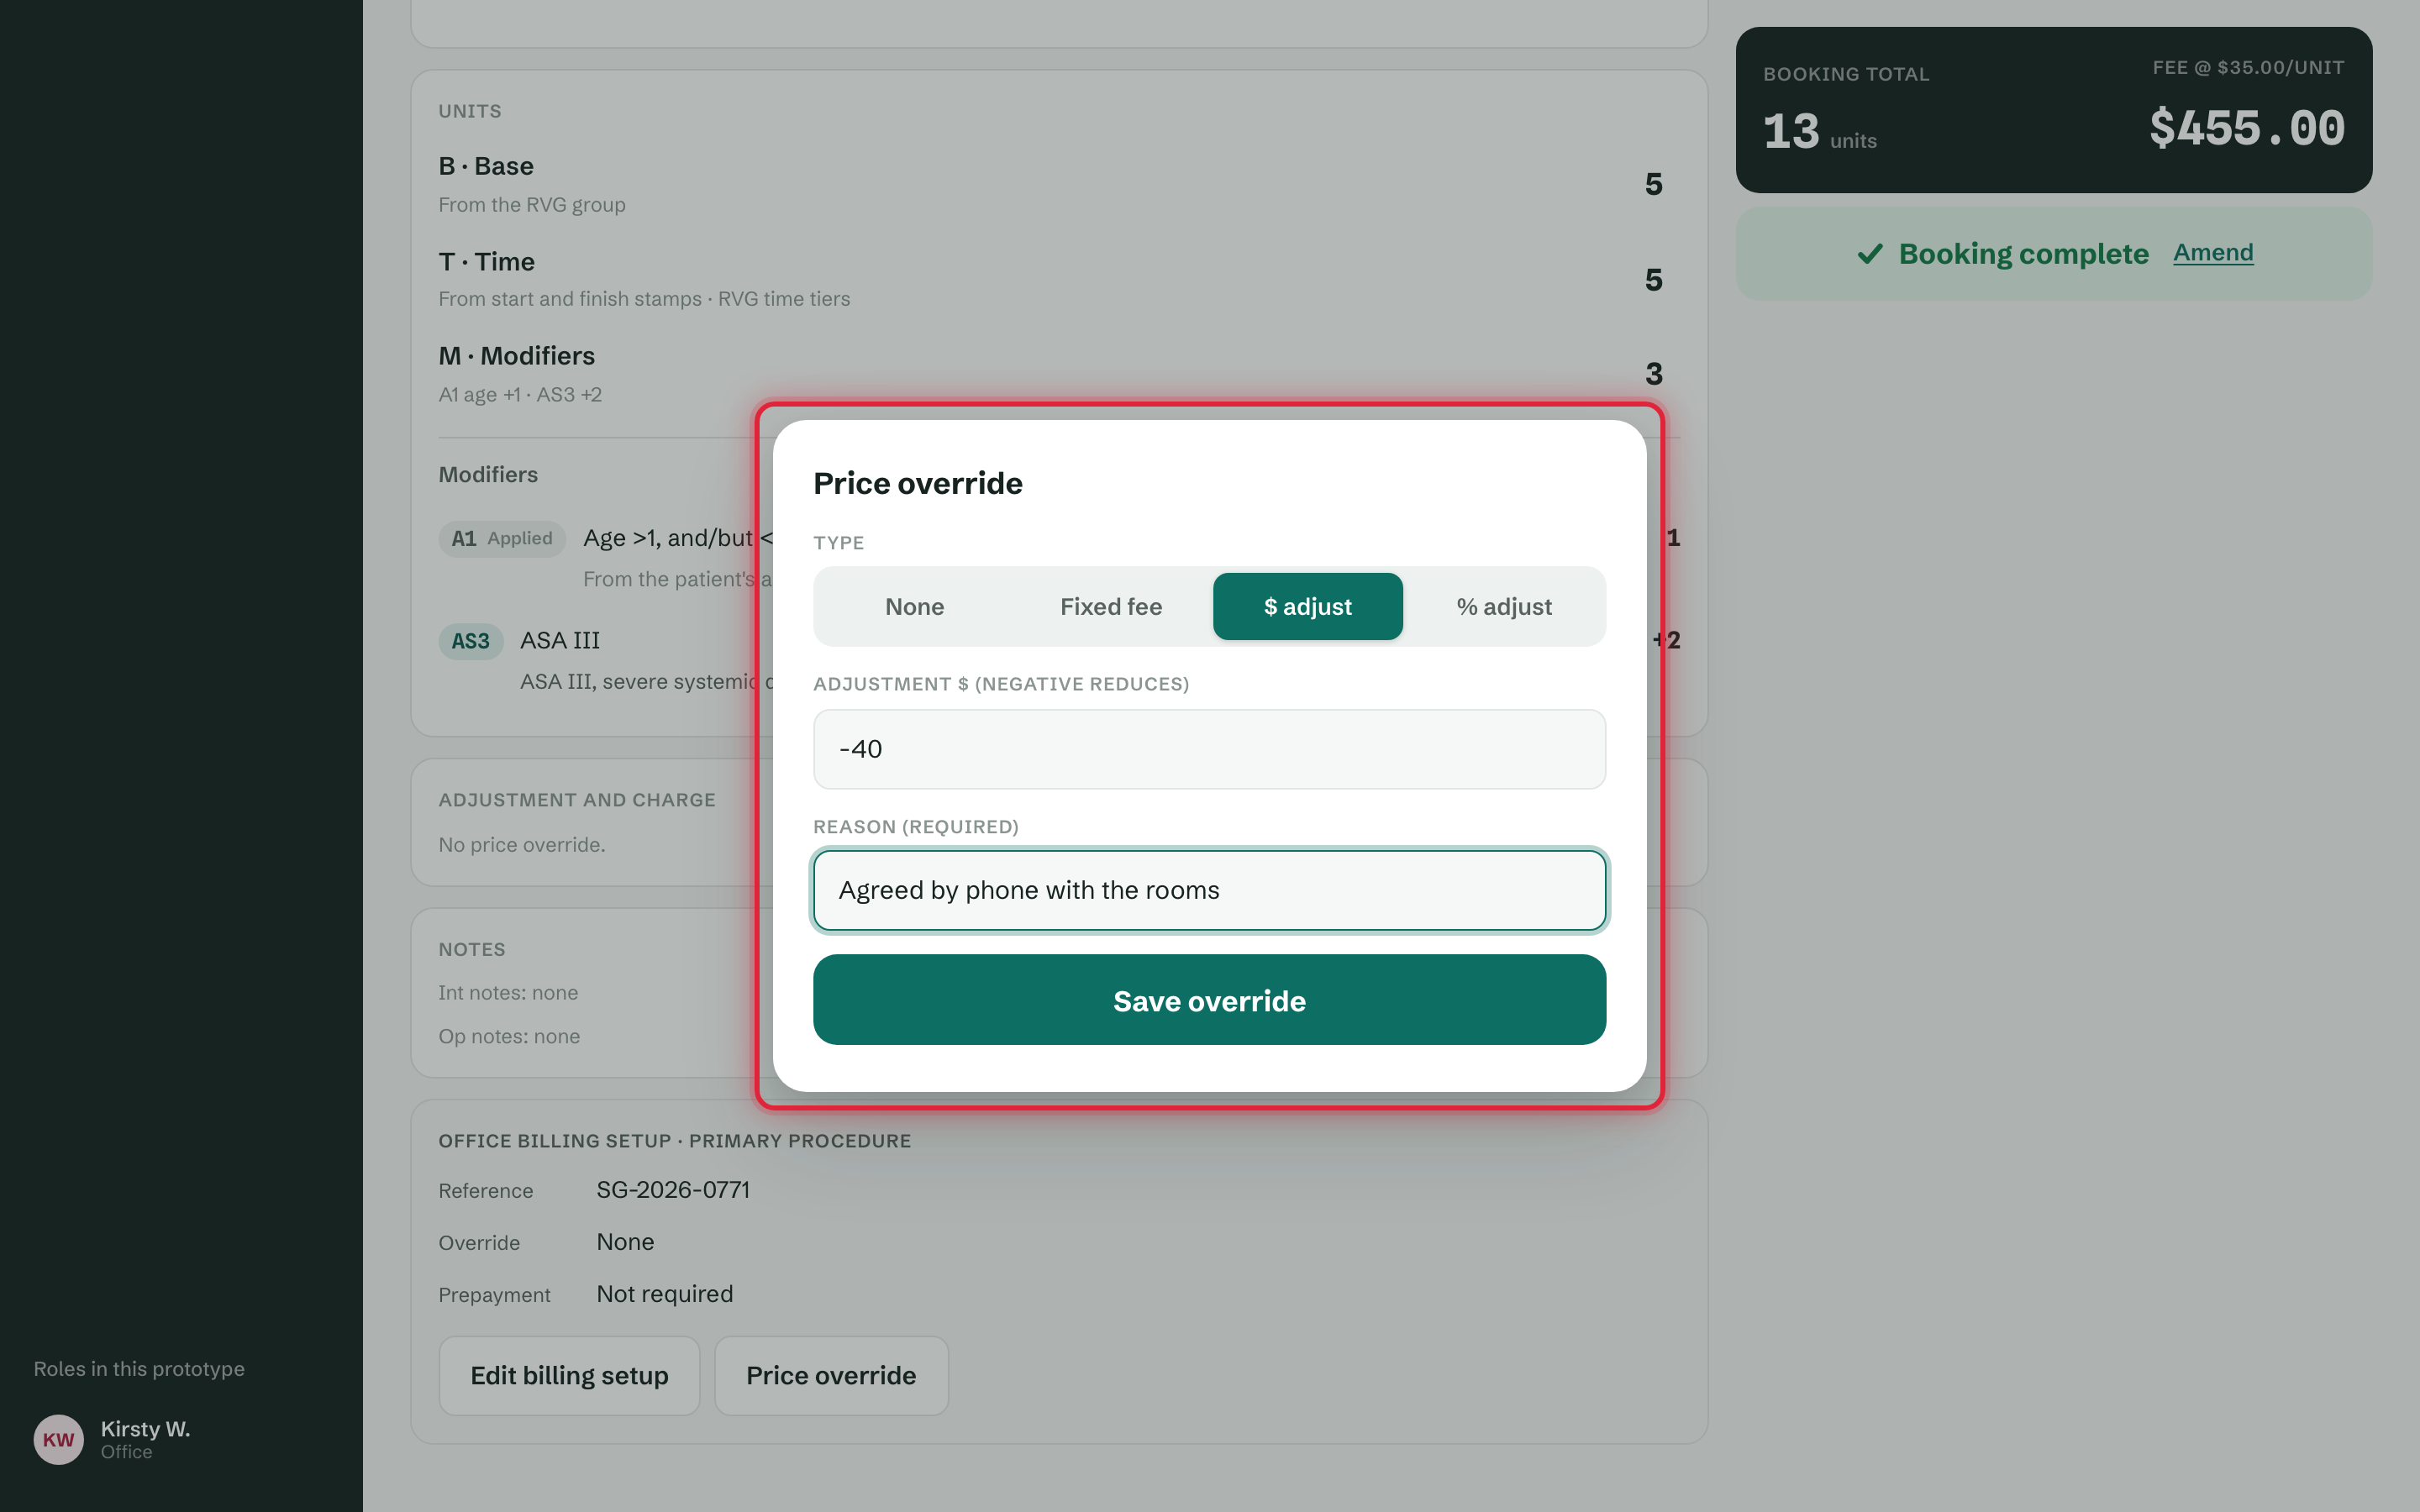 UNITS
B · Base
5
From the RVG group
T · Time
5
From start and finish stamps · RVG time tiers
M · Modifiers
3
A1 age +1 · AS3 +2
Modifiers
A1 Applied Age >1, and/but <
1
From the patient's a
AS3 ASA III
+2
ASA III, severe systemic
ADJUSTMENT AND CHARGE
No price override.
NOTES
Int notes: none
Op notes: none
OFFICE BILLING SETUP · PRIMARY PROCEDURE
Reference SG-2026-0771
Override None
Prepayment Not required
Edit billing setup Price override
Price override
TYPE
None Fixed fee $ adjust % adjust
ADJUSTMENT $ (NEGATIVE REDUCES)
-40
REASON (REQUIRED)
Agreed by phone with the rooms
Save override
BOOKING TOTAL FEE @ $35.00/UNIT
13 units $455.00
Booking complete Amend
Roles in this prototype
KW Kirsty W.
Office